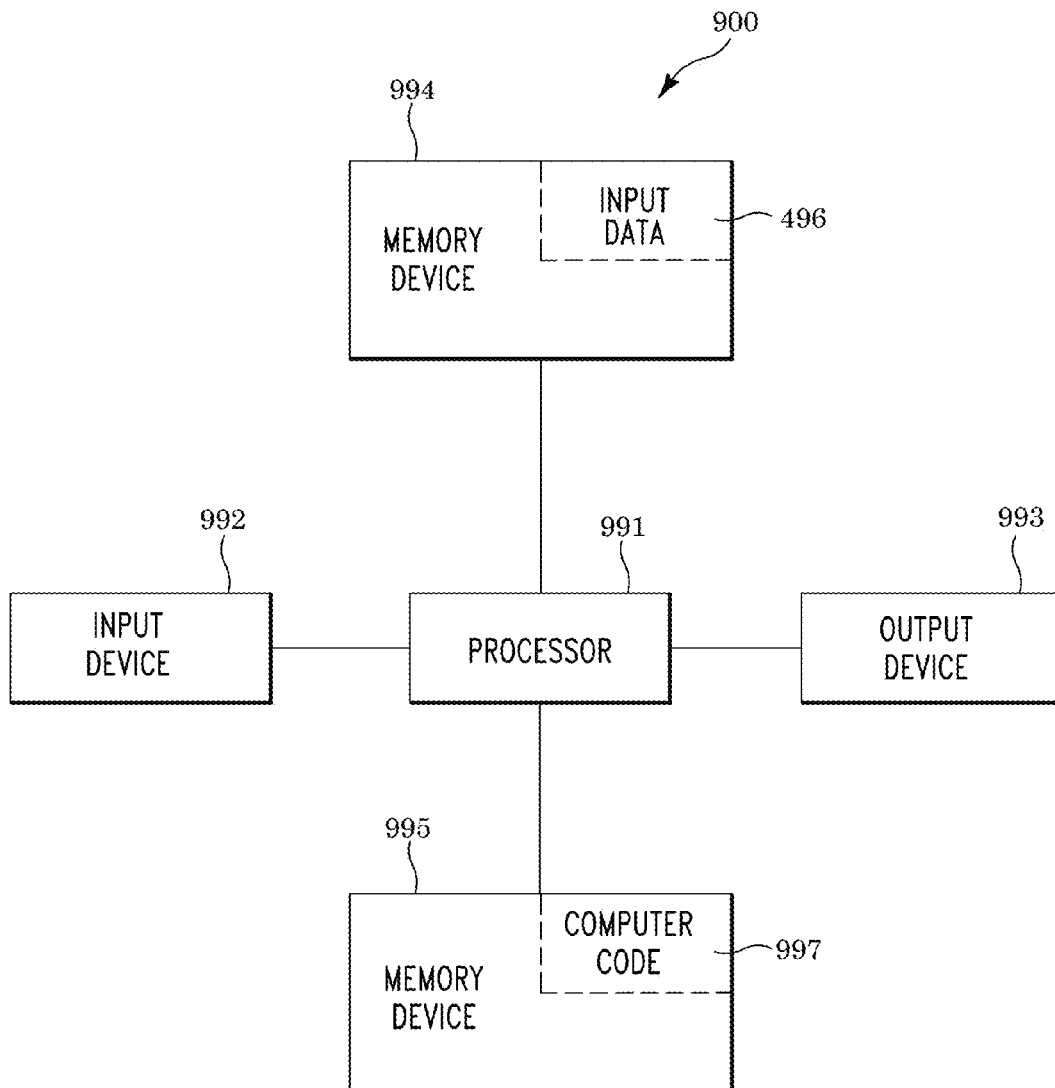 900
994
INPUT
DATA
496
MEMORY
DEVICE
992
991
993
INPUT
DEVICE
PROCESSOR
OUTPUT
DEVICE
995
COMPUTER
CODE
997
MEMORY
DEVICE